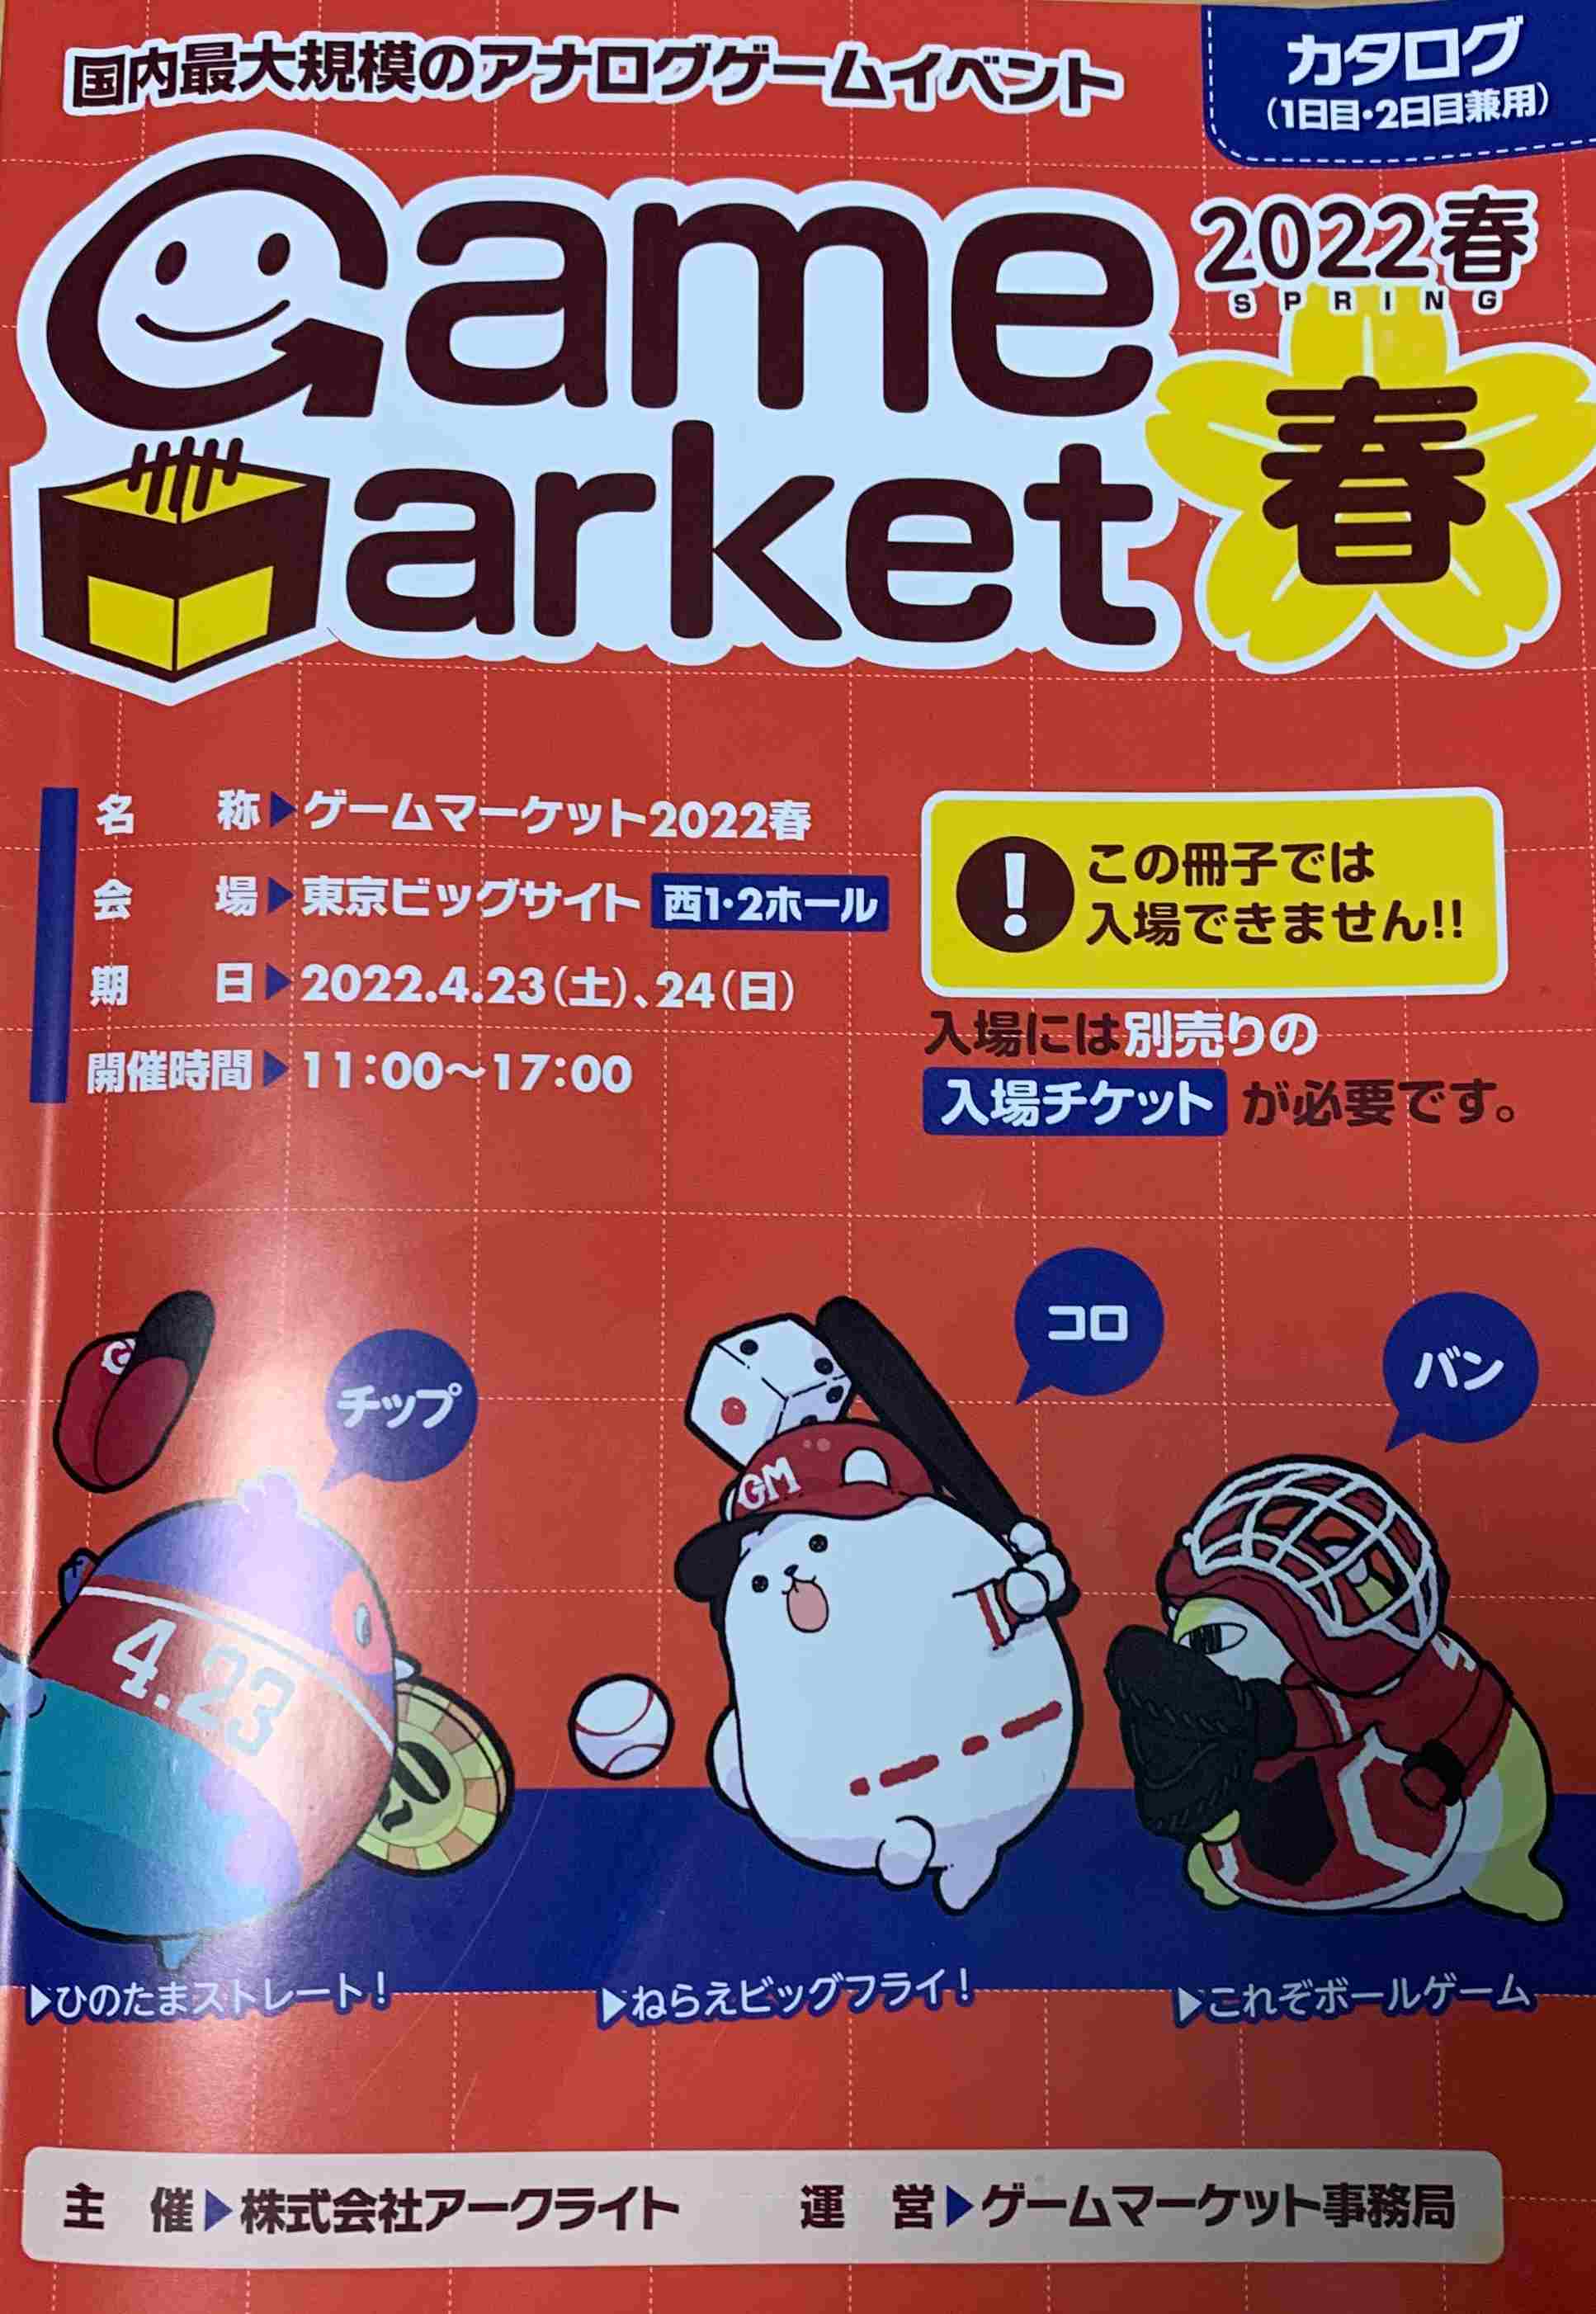 国内最大規模のアナログゲームイベント
カタログ
(1日目・2日目兼用)
Game
Market
2022春
SPRING
春
名称▶ゲームマーケット2022春
会場▶東京ビッグサイト 西1・2ホール
期日▶2022.4.23(土)、24(日)
開催時間▶11:00〜17:00
!
この冊子では
入場できません!!
入場には別売りの
入場チケットが必要です。
チップ
コロ
バン
G
GM
4.23
20
▶ひのたまストレート!
▶ねらえビッグフライ!
▶これぞボールゲーム
主催▶株式会社アークライト
運営▶ゲームマーケット事務局